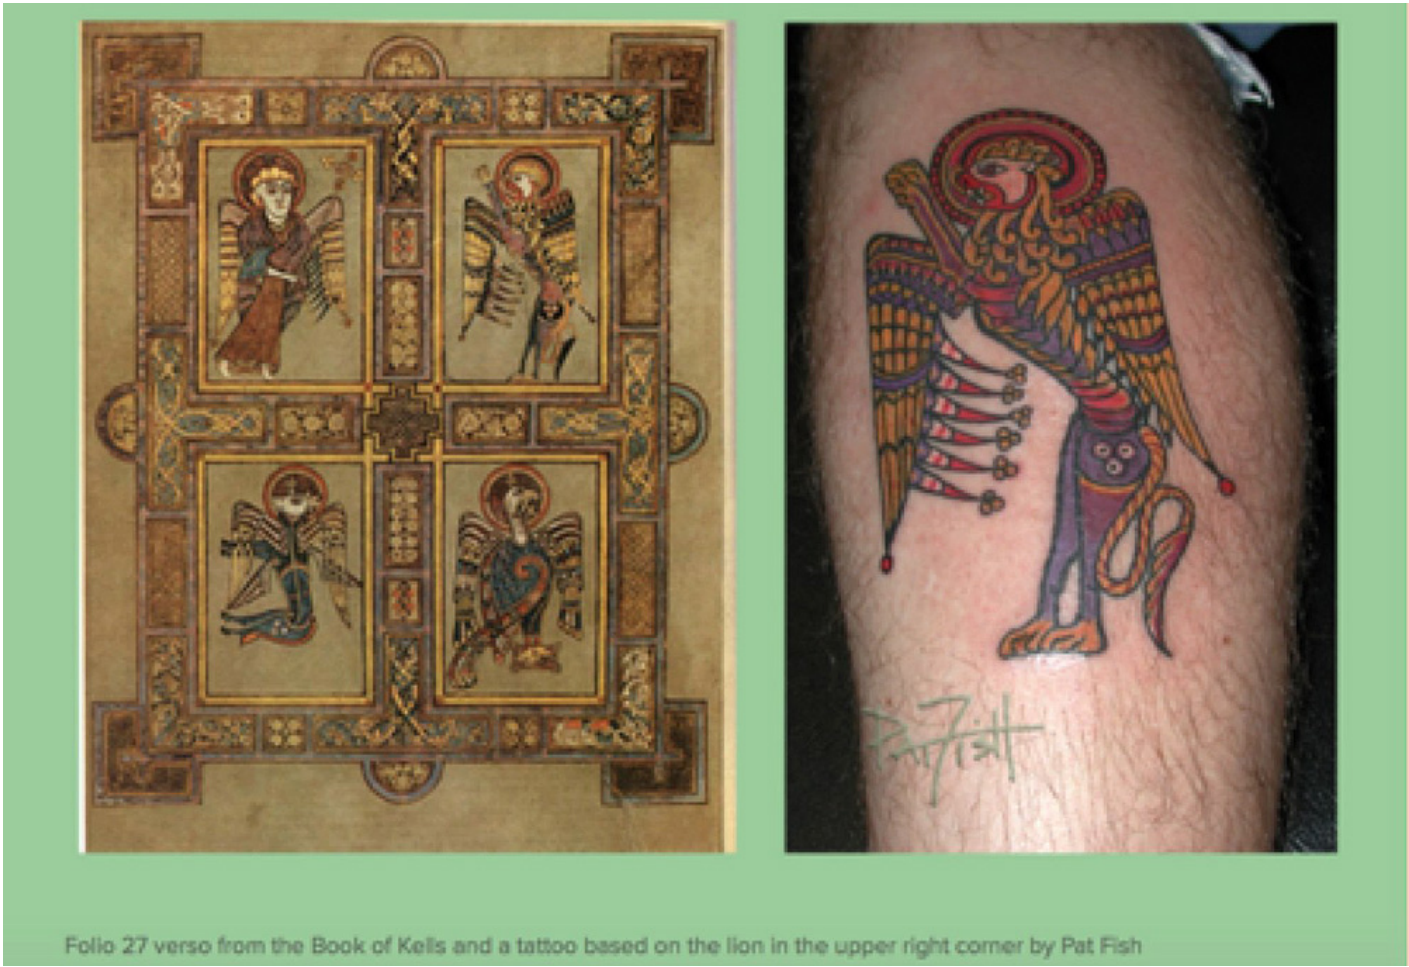 Pat Fish
Folio 27 verso from the Book of Kells and a tattoo based on the lion in the upper right corner by Pat Fish